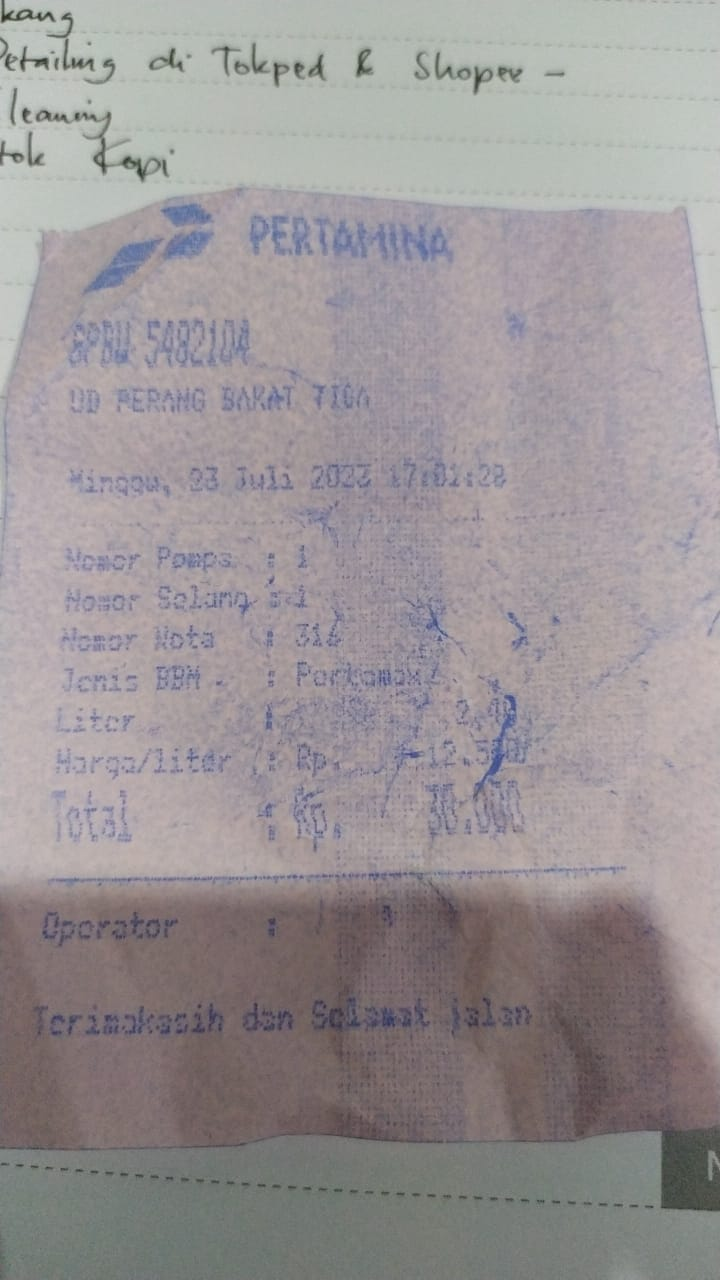 kang
Detailing di Tokped & Shopee -
leaning
tok Kopi
PERTAMINA
SPBU 5482104
UD PERANG BAKAT TIGA
Minggu, 23 Juli 2023 17:01:28
Nomor Pompa : 1
Nomor Selang : 1
Nomor Nota : 316
Jenis BBM : Pertamax
Liter : 2,40
Harga/liter : Rp. 12.500
Total : Rp. 30.000
Operator :
Terimakasih dan Selamat jalan
N